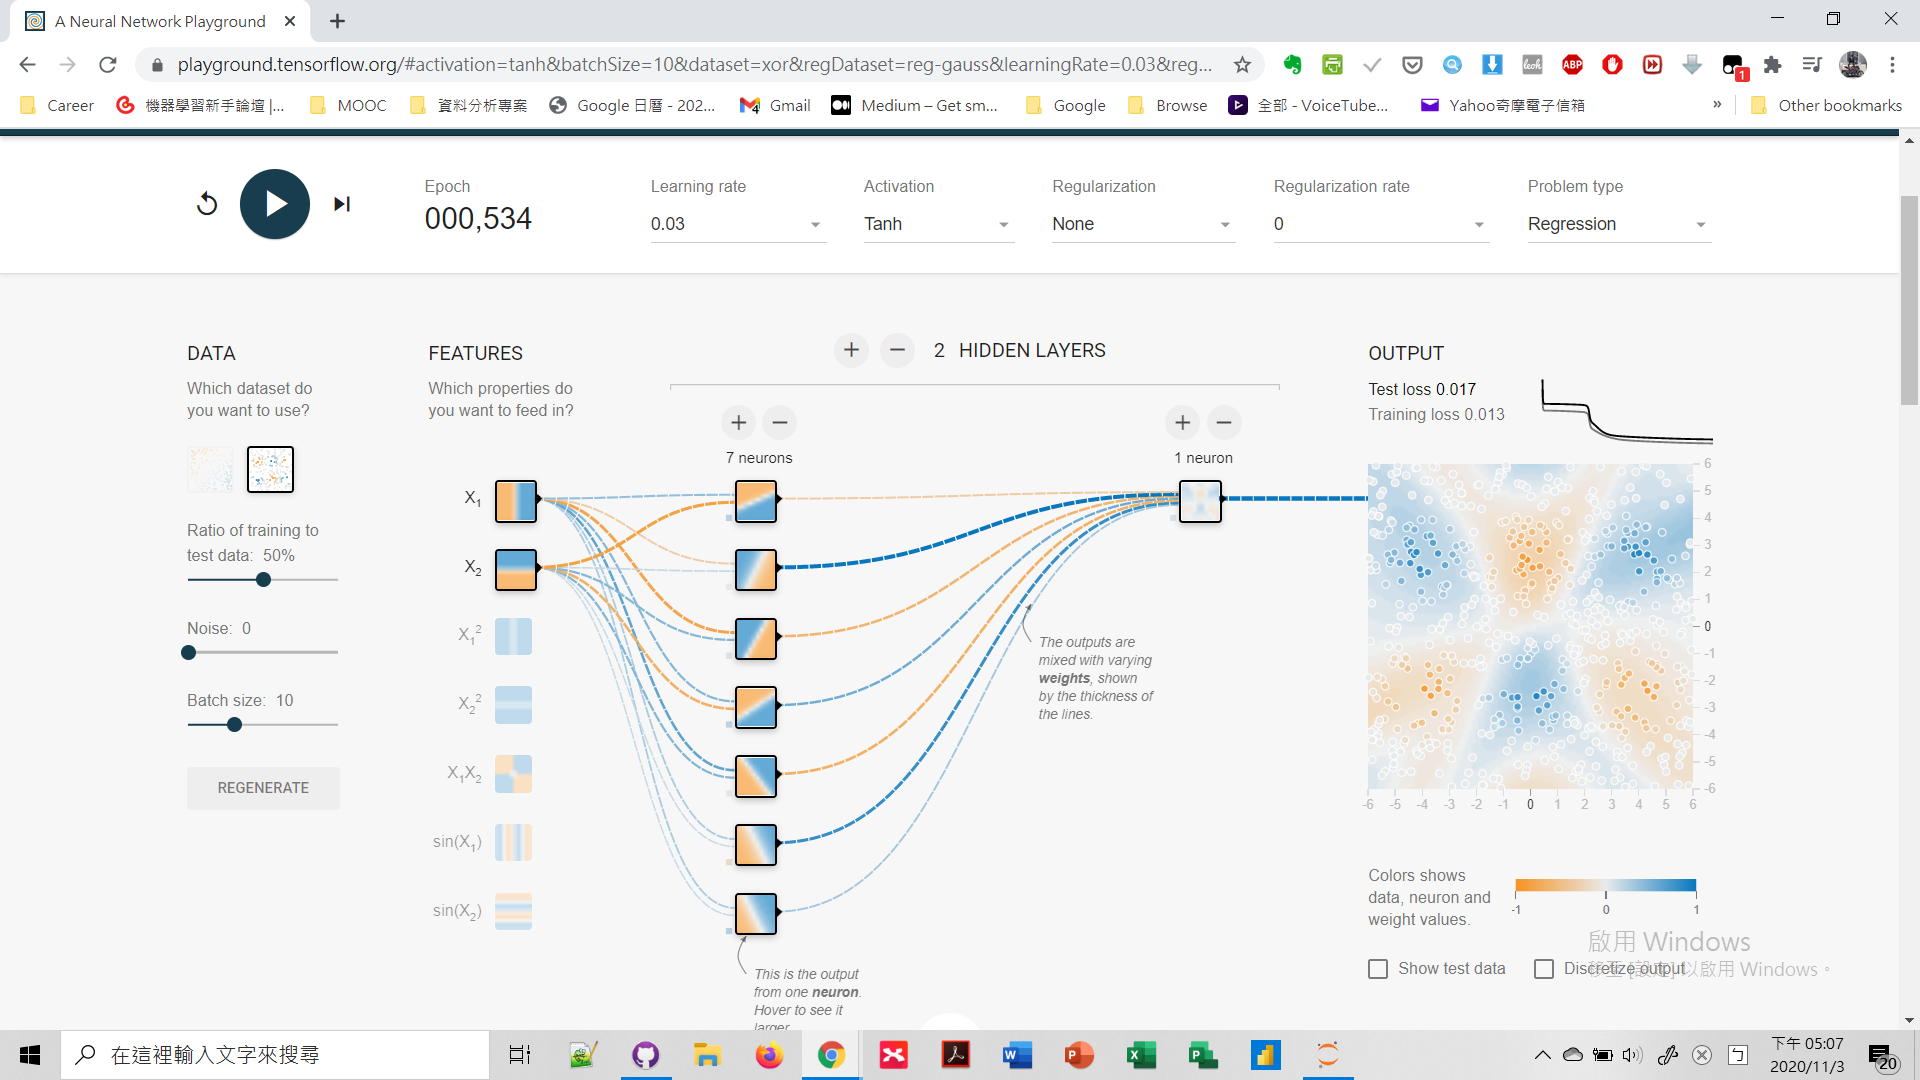 A Neural Network Playground
playground.tensorflow.org/#activation=tanh&batchSize=10&dataset=xor&regDataset=reg-gauss&learningRate=0.03&reg...
leoh
ABP
1
Career
機器學習新手論壇 |...
MOOC
資料分析專案
Google 日曆 - 202...
4
Gmail
Medium – Get sm...
Google
Browse
全部 - VoiceTube...
Yahoo奇摩電子信箱
»
Other bookmarks
Epoch
000,534
Learning rate
0.03
Activation
Tanh
Regularization
None
Regularization rate
0
Problem type
Regression
DATA
Which dataset do
you want to use?
Ratio of training to
test data: 50%
Noise: 0
Batch size: 10
REGENERATE
FEATURES
Which properties do
you want to feed in?
X1
X2
X1²
X2²
X1X2
sin(X1)
sin(X2)
+ − 2 HIDDEN LAYERS
+ −
7 neurons
+ −
1 neuron
The outputs are
mixed with varying
weights, shown
by the thickness of
the lines.
This is the output
from one neuron.
Hover to see it
larger.
OUTPUT
Test loss 0.017
Training loss 0.013
6
5
4
3
2
1
0
-1
-2
-3
-4
-5
-6
-6 -5 -4 -3 -2 -1 0 1 2 3 4 5 6
Colors shows
data, neuron and
weight values.
-1 0 1
Show test data
Discretize output
啟用 Windows
移至 [設定] 以啟用 Windows。
在這裡輸入文字來搜尋
W
P
X
P
下午 05:07
2020/11/3
20